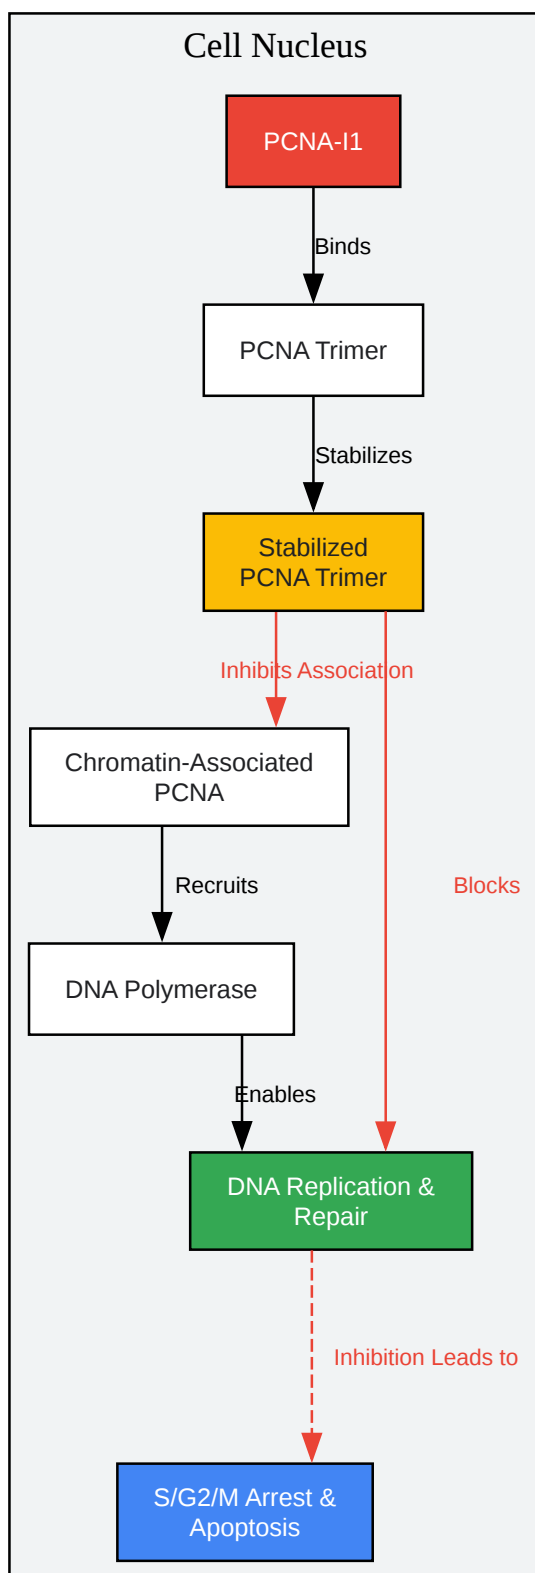 Cell Nucleus
PCNA-I1
Binds
PCNA Trimer
Stabilizes
Stabilized
PCNA Trimer
Inhibits Association
Chromatin-Associated
PCNA
Recruits
Blocks
DNA Polymerase
Enables
DNA Replication &
Repair
Inhibition Leads to
S/G2/M Arrest &
Apoptosis